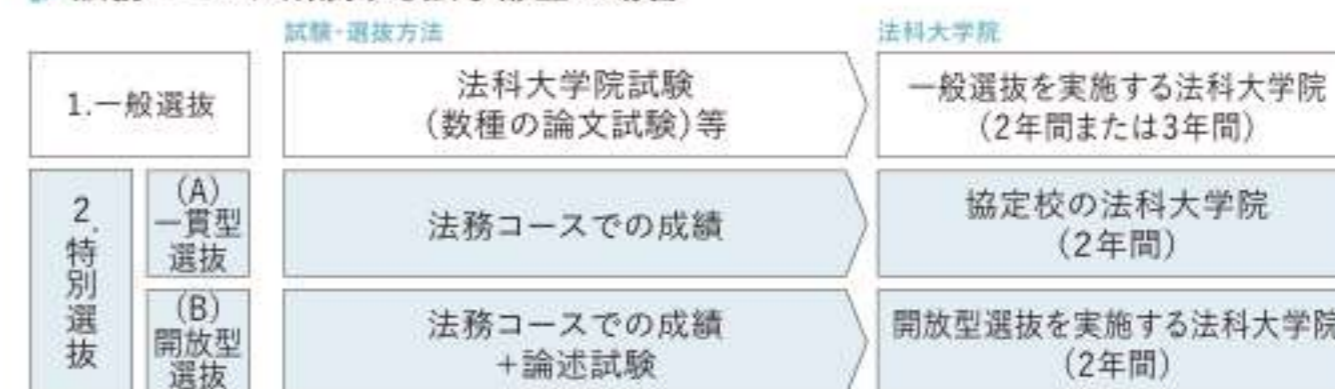 試験・選抜方法
法科大学院
1.一般選抜
法科大学院試験
(数種の論文試験)等
一般選抜を実施する法科大学院
(2年間または3年間)
2.特別選抜
(A)
一貫型
選抜
法務コースでの成績
協定校の法科大学院
(2年間)
(B)
開放型
選抜
法務コースでの成績
+論述試験
開放型選抜を実施する法科大学院
(2年間)